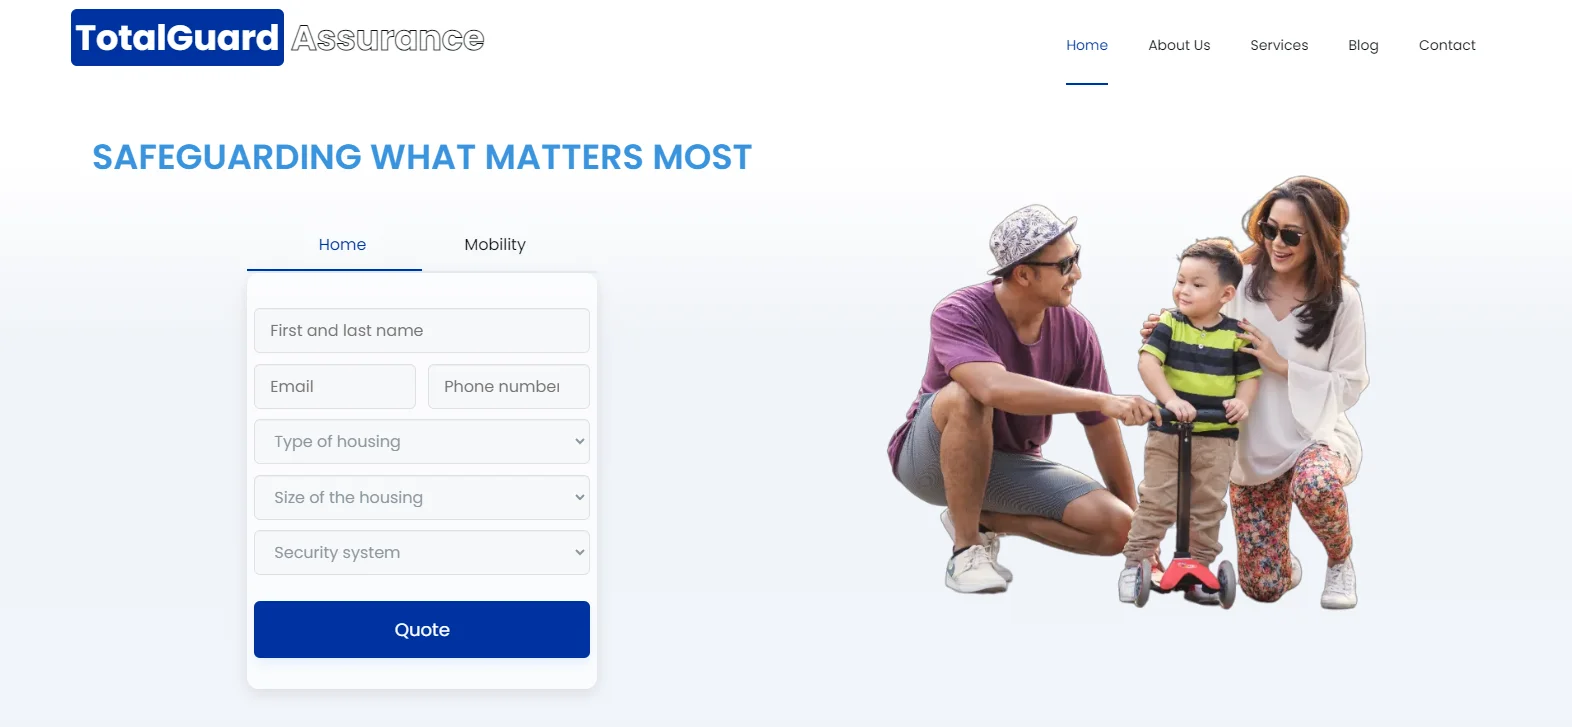 TotalGuard Assurance
Home About Us Services Blog Contact
SAFEGUARDING WHAT MATTERS MOST
Home Mobility
First and last name
Email Phone number
Type of housing
Size of the housing
Security system
Quote